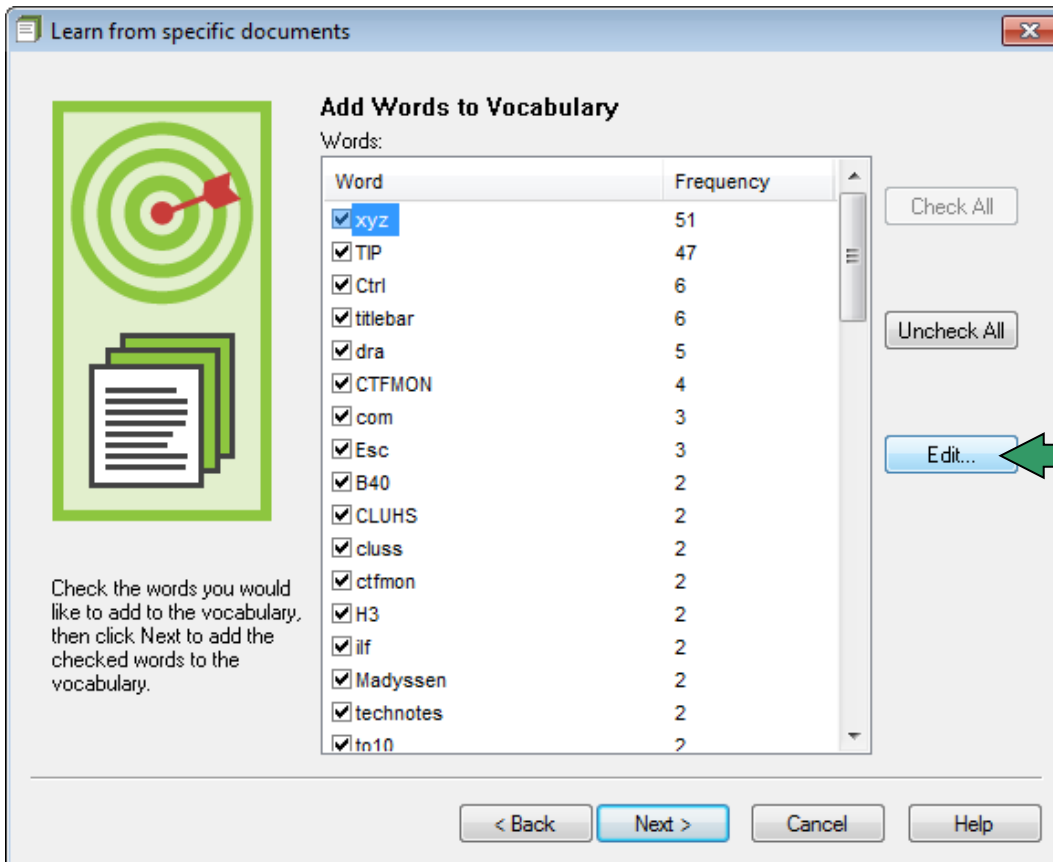 Learn from specific documents
Add Words to Vocabulary
Words:
Word Frequency
xyz 51
TIP 47
Ctrl 6
titlebar 6
dra 5
CTFMON 4
com 3
Esc 3
B40 2
CLUHS 2
cluss 2
ctfmon 2
H3 2
ilf 2
Madyssen 2
technotes 2
to10 2
Check All
Uncheck All
Edit...
Check the words you would
like to add to the vocabulary,
then click Next to add the
checked words to the
vocabulary.
< Back Next > Cancel Help